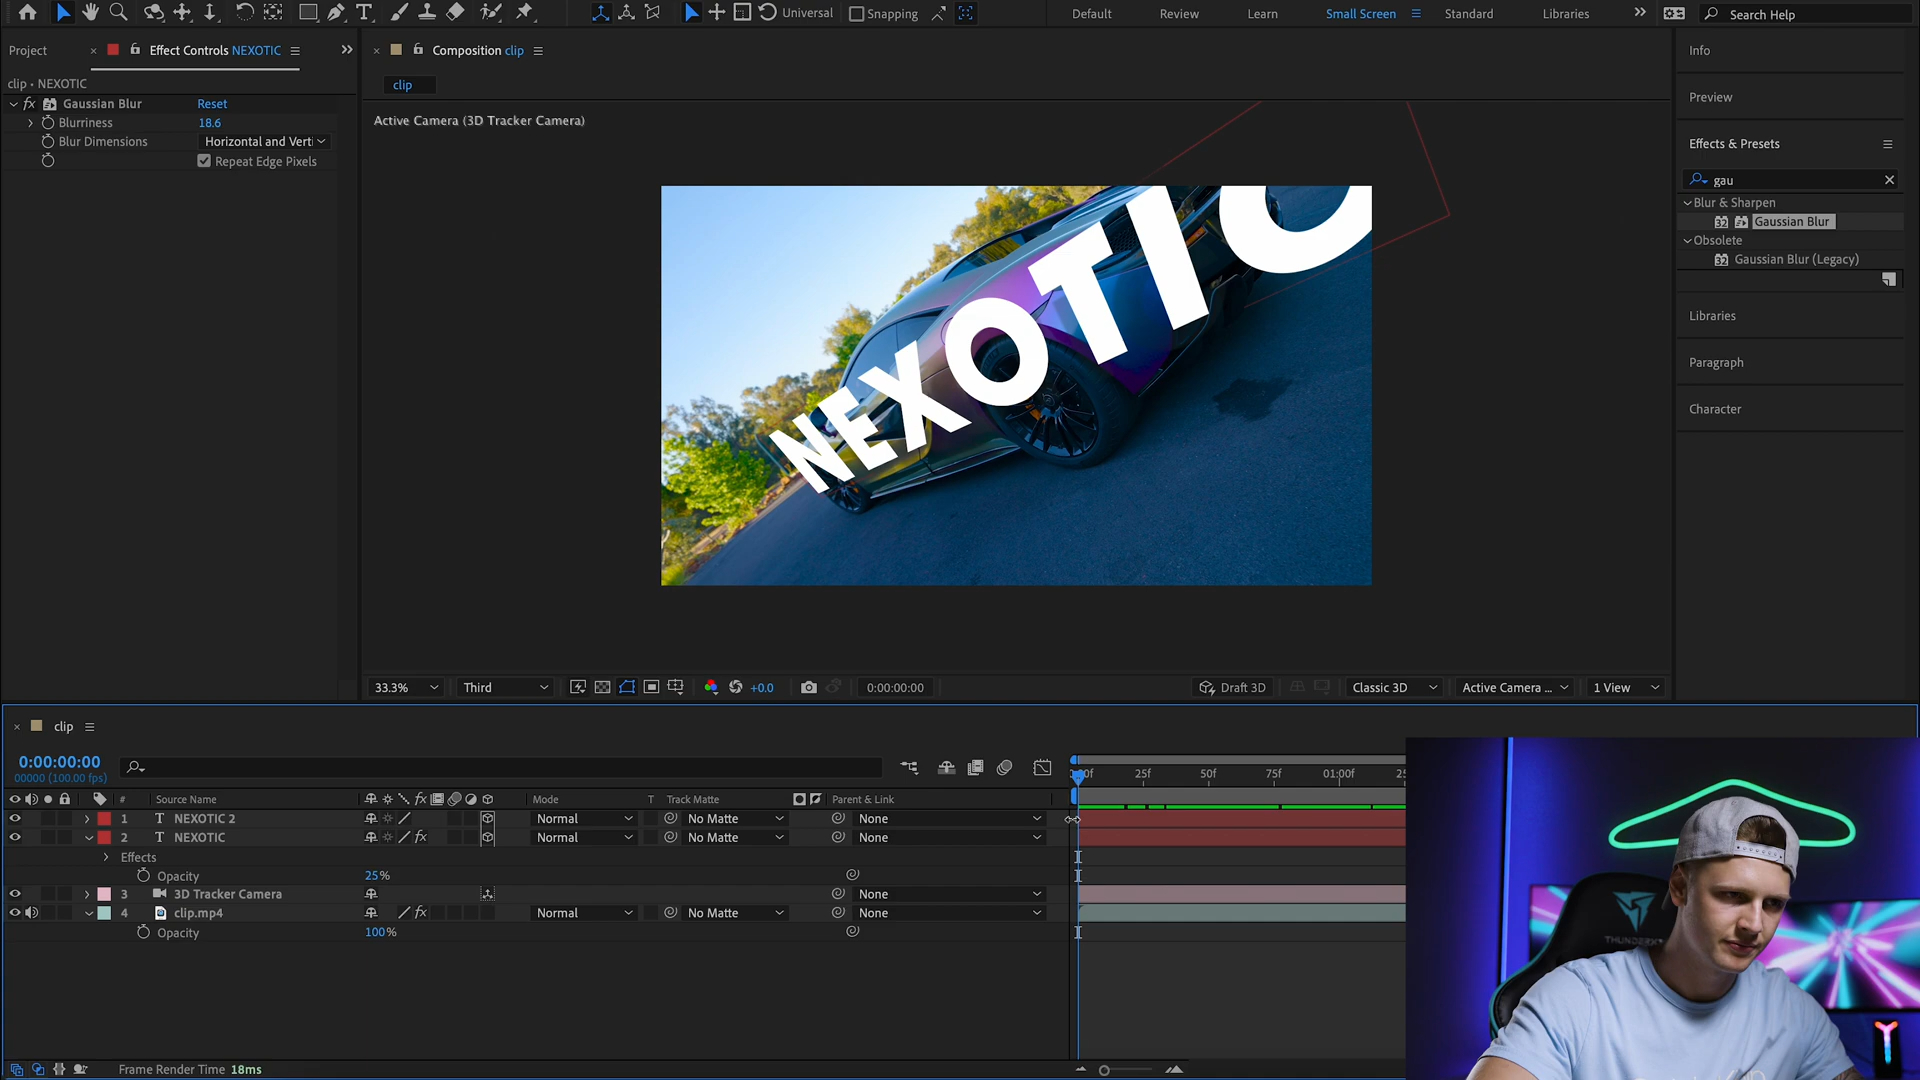 Universal
Snapping
Default
Review
Learn
Small Screen
Standard
Libraries
Search Help
Project
Effect Controls NEXOTIC
Composition clip
Info
clip • NEXOTIC
clip
fx Gaussian Blur Reset
Preview
Blurriness 18.6
Active Camera (3D Tracker Camera)
Blur Dimensions Horizontal and Verti
Effects & Presets
Repeat Edge Pixels
gau
Blur & Sharpen
Gaussian Blur
Obsolete
Gaussian Blur (Legacy)
NEXOTIC
Libraries
Paragraph
Character
33.3%
Third
+0.0
0:00:00:00
Draft 3D
Classic 3D
Active Camera ...
1 View
clip
0:00:00:00
00000 (100.00 fps)
00f 25f 50f 75f 01:00f 25
# Source Name fx Mode T Track Matte Parent & Link
1 T NEXOTIC 2 Normal No Matte None
2 T NEXOTIC fx Normal No Matte None
Effects
Opacity 25%
3 3D Tracker Camera None
4 clip.mp4 fx Normal No Matte None
Opacity 100%
Frame Render Time 18ms